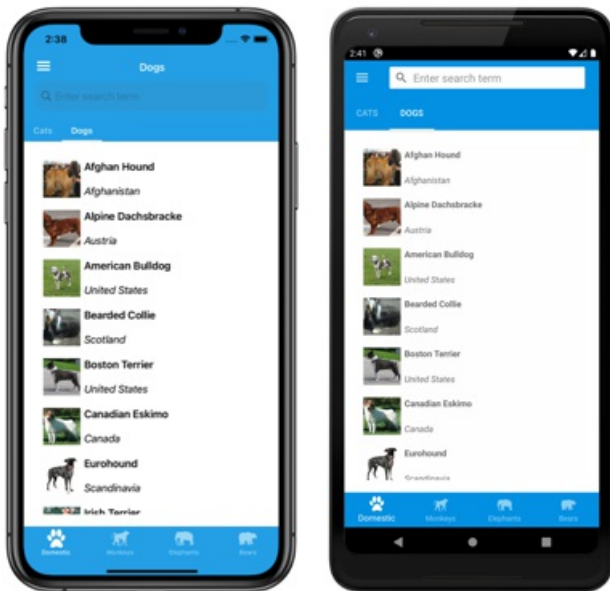 2:38
Dogs
Enter search term
Cats Dogs
Afghan Hound
Afghanistan
Alpine Dachsbracke
Austria
American Bulldog
United States
Bearded Collie
Scotland
Boston Terrier
United States
Canadian Eskimo
Canada
Eurohound
Scandinavia
Irish Terrier
Domestic Monkeys Elephants Bears
2:41
Enter search term
CATS DOGS
Afghan Hound
Afghanistan
Alpine Dachsbracke
Austria
American Bulldog
United States
Bearded Collie
Scotland
Boston Terrier
United States
Canadian Eskimo
Canada
Eurohound
Scandinavia
Domestic Monkeys Elephants Bears